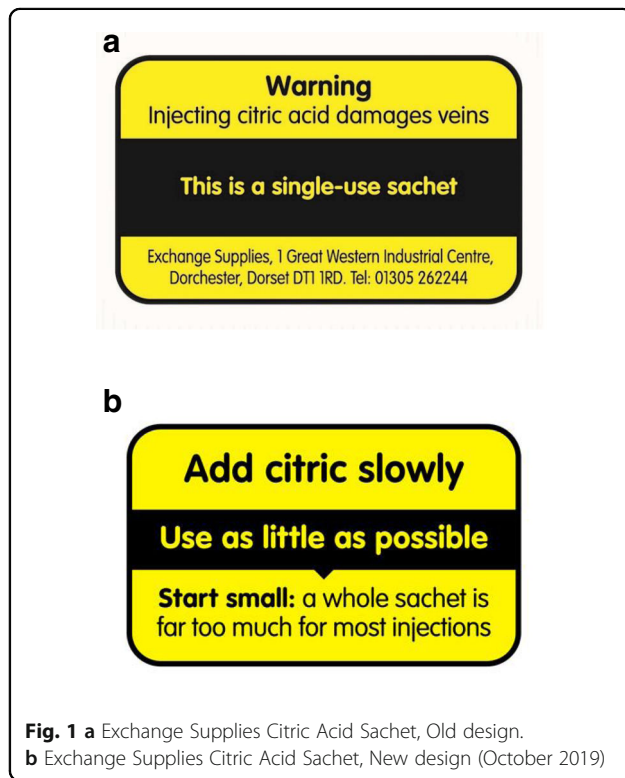 a
Warning
Injecting citric acid damages veins
This is a single-use sachet
Exchange Supplies, 1 Great Western Industrial Centre,
Dorchester, Dorset DT1 1RD. Tel: 01305 262244
b
Add citric slowly
Use as little as possible
Start small: a whole sachet is
far too much for most injections
Fig. 1 a Exchange Supplies Citric Acid Sachet, Old design.
b Exchange Supplies Citric Acid Sachet, New design (October 2019)